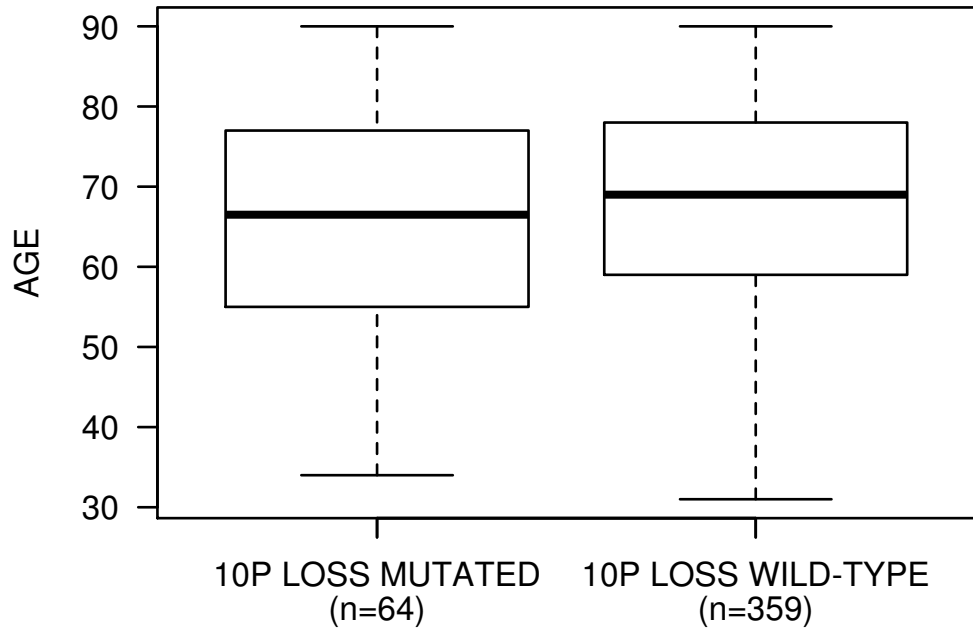 AGE
90
80
70
60
50
40
30
10P LOSS MUTATED
(n=64)
10P LOSS WILD-TYPE
(n=359)